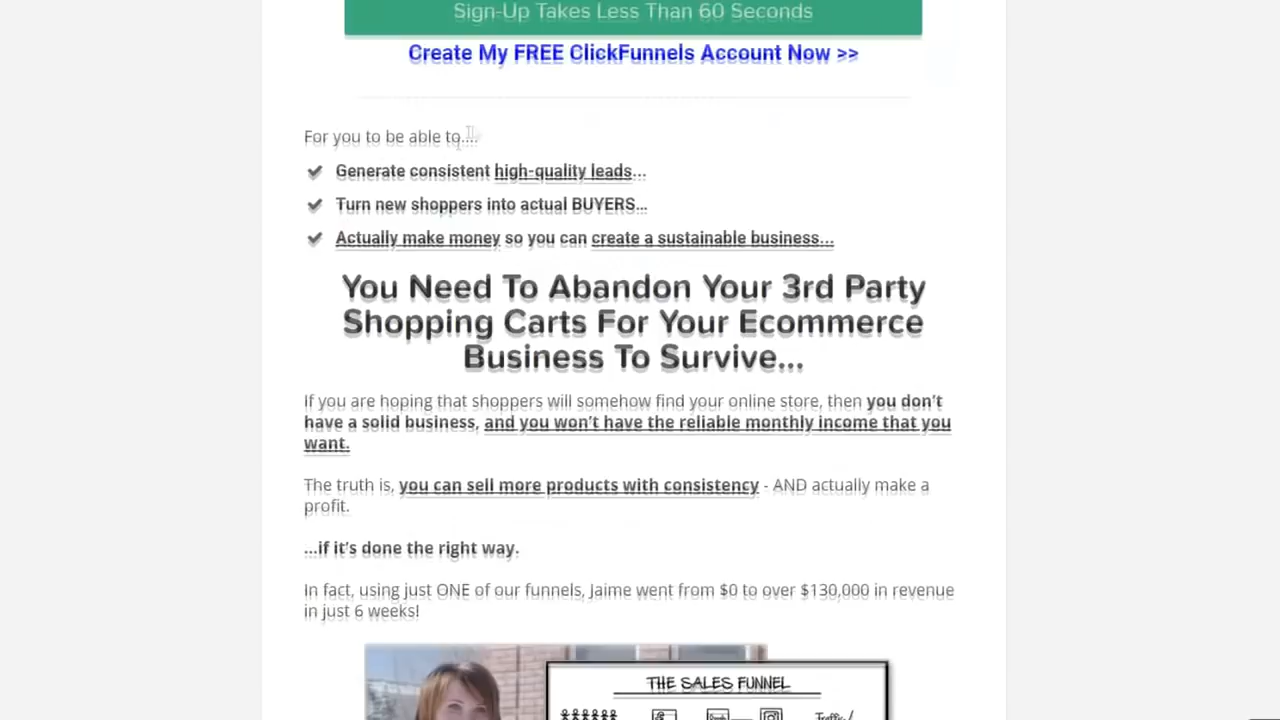 Sign-Up Takes Less Than 60 Seconds
Create My FREE ClickFunnels Account Now >>
For you to be able to....
Generate consistent high-quality leads...
Turn new shoppers into actual BUYERS...
Actually make money so you can create a sustainable business...
You Need To Abandon Your 3rd Party
Shopping Carts For Your Ecommerce
Business To Survive...
If you are hoping that shoppers will somehow find your online store, then you don't
have a solid business, and you won't have the reliable monthly income that you
want.
The truth is, you can sell more products with consistency - AND actually make a
profit.
...if it's done the right way.
In fact, using just ONE of our funnels, Jaime went from $0 to over $130,000 in revenue
in just 6 weeks!
THE SALES FUNNEL
Traffic/